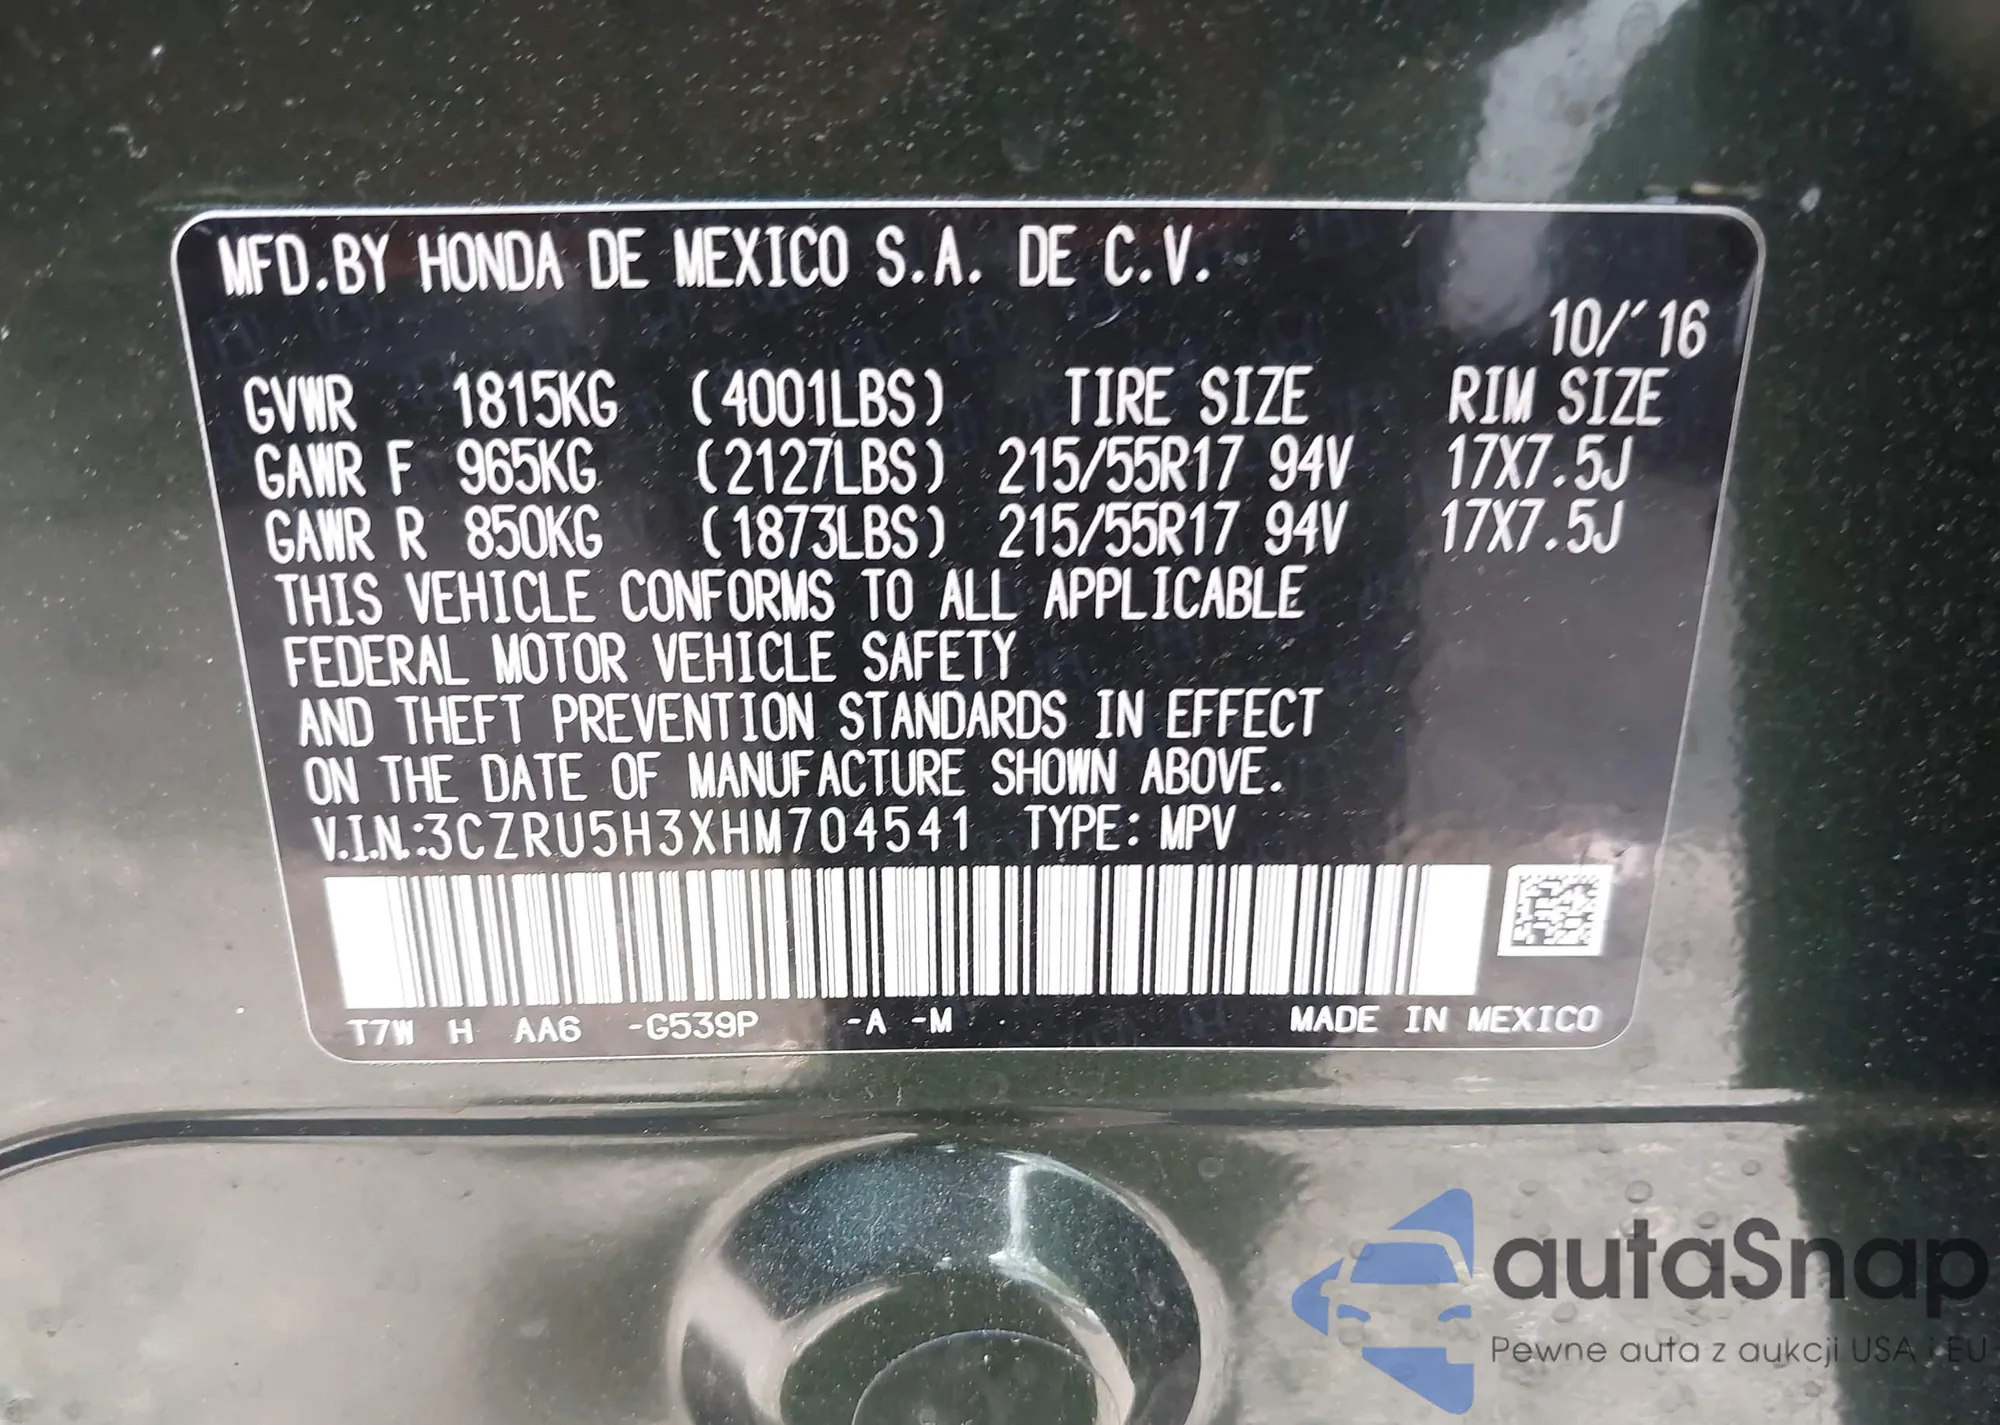 MFD.BY HONDA DE MEXICO S.A. DE C.V.
10/'16
GVWR 1815KG (4001LBS) TIRE SIZE RIM SIZE
GAWR F 965KG (2127LBS) 215/55R17 94V 17X7.5J
GAWR R 850KG (1873LBS) 215/55R17 94V 17X7.5J
THIS VEHICLE CONFORMS TO ALL APPLICABLE
FEDERAL MOTOR VEHICLE SAFETY
AND THEFT PREVENTION STANDARDS IN EFFECT
ON THE DATE OF MANUFACTURE SHOWN ABOVE.
V.I.N.:3CZRU5H3XHM704541 TYPE: MPV
T7W H AA6 -G539P -A -M MADE IN MEXICO
autaSnap
Pewne auta z aukcji USA i EU